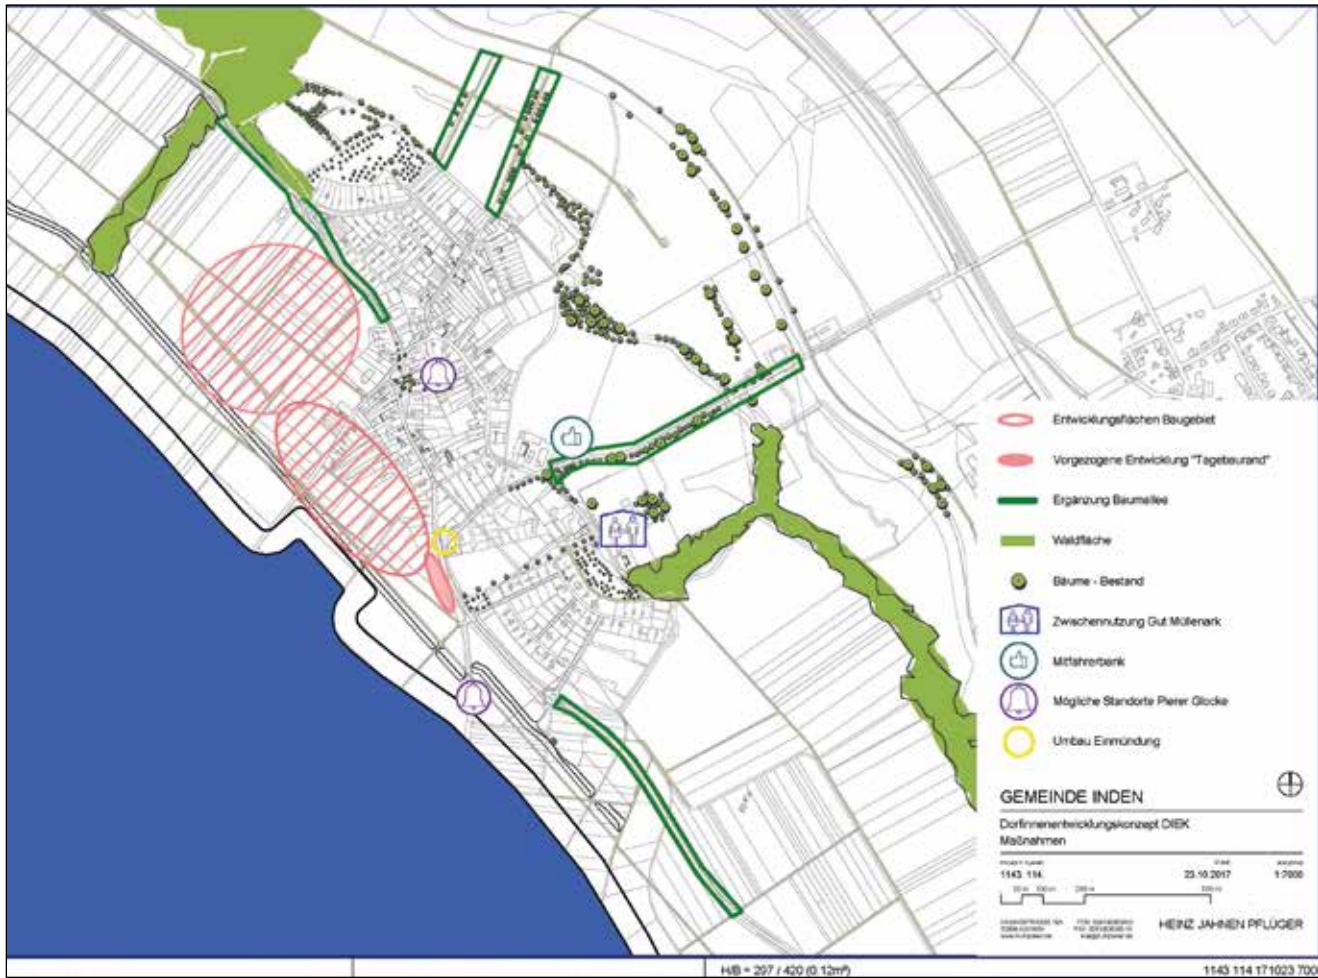 Entwicklungsflächen Baugebiet
Vorgezogene Entwicklung "Tagebaurand"
Ergänzung Baumallee
Waldfläche
Bäume - Bestand
Zwischennutzung Gut Müllenark
Mitfahrerbank
Mögliche Standorte Pierer Glocke
Umbau Einmündung
GEMEINDE INDEN
Dorfinnenentwicklungskonzept DIEK
Maßnahmen
1143. 114. 23.10.2017 1:7000
HEINZ JAHNEN PFLÜGER
H/B = 297 / 420 (0.12m²) 1143 114 171023 700